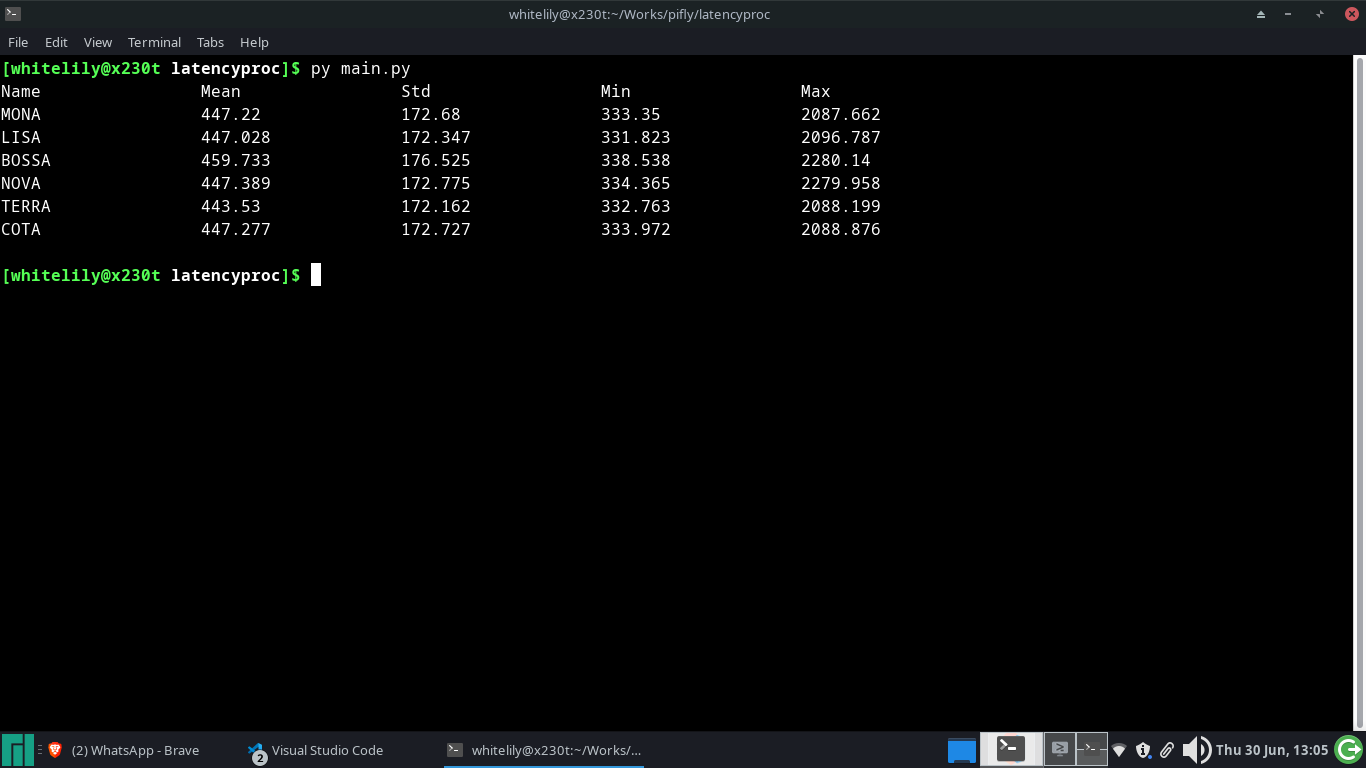 whitelily@x230t:~/Works/pifly/latencyproc
File Edit View Terminal Tabs Help
[whitelily@x230t latencyproc]$ py main.py
Name Mean Std Min Max
MONA 447.22 172.68 333.35 2087.662
LISA 447.028 172.347 331.823 2096.787
BOSSA 459.733 176.525 338.538 2280.14
NOVA 447.389 172.775 334.365 2279.958
TERRA 443.53 172.162 332.763 2088.199
COTA 447.277 172.727 333.972 2088.876
[whitelily@x230t latencyproc]$
(2) WhatsApp - Brave 2 Visual Studio Code whitelily@x230t:~/Works/... Thu 30 Jun, 13:05